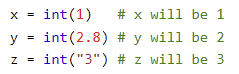 x = int(1)   # x will be 1
y = int(2.8) # y will be 2
z = int("3") # z will be 3